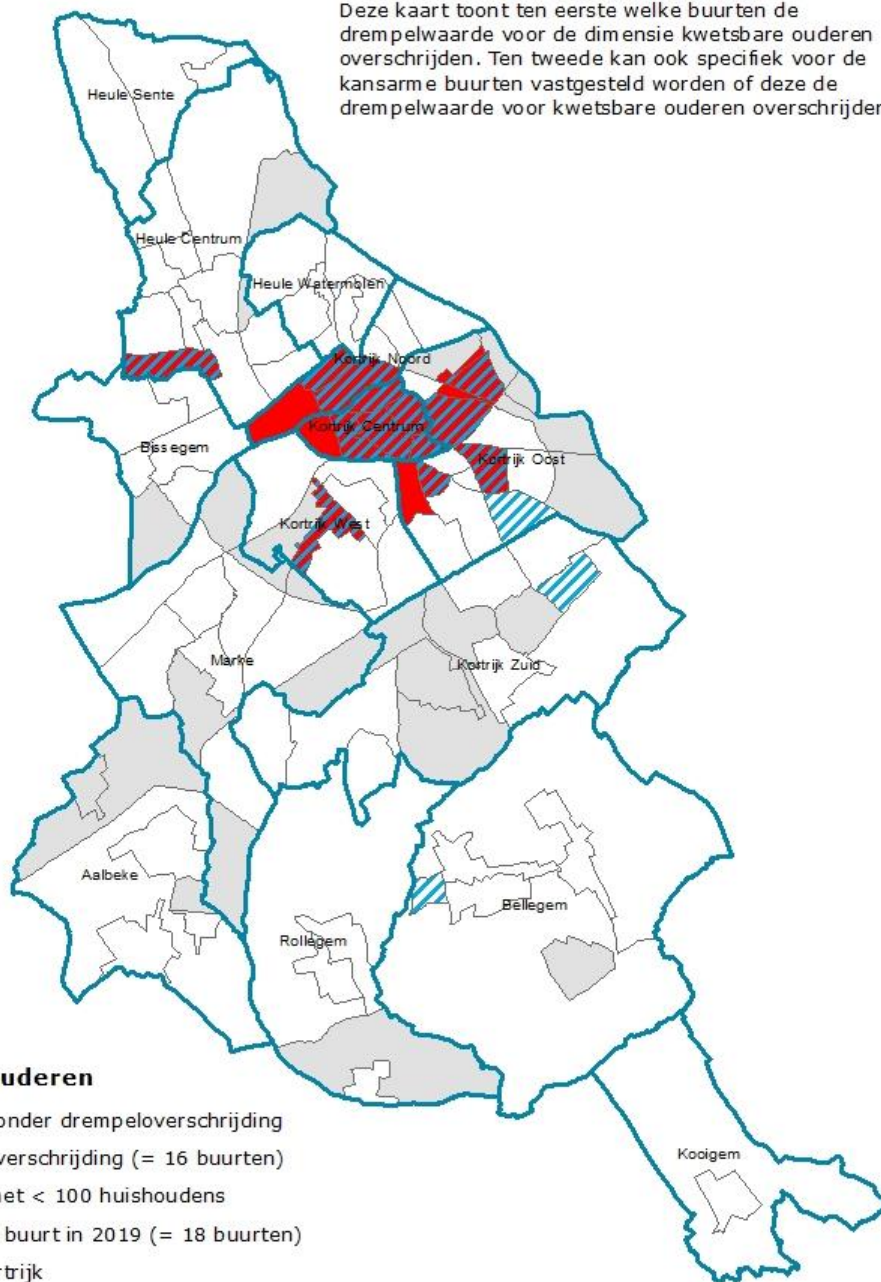 Deze kaart toont ten eerste welke buurten de
drempelwaarde voor de dimensie kwetsbare ouderen
overschrijden. Ten tweede kan ook specifiek voor de
kansarme buurten vastgesteld worden of deze de
drempelwaarde voor kwetsbare ouderen overschrijden
Heule Sente
Heule Centrum
Heule Watermolen
Kortrijk Noord
Kortrijk Centrum
Bissegem
Kortrijk Oost
Kortrijk West
Marke
Kortrijk Zuid
Aalbeke
Bellegem
Rollegem
uderen
onder drempeloverschrijding
verschrijding (= 16 buurten)
Kooigem
net < 100 huishoudens
buurt in 2019 (= 18 buurten)
rtrijk